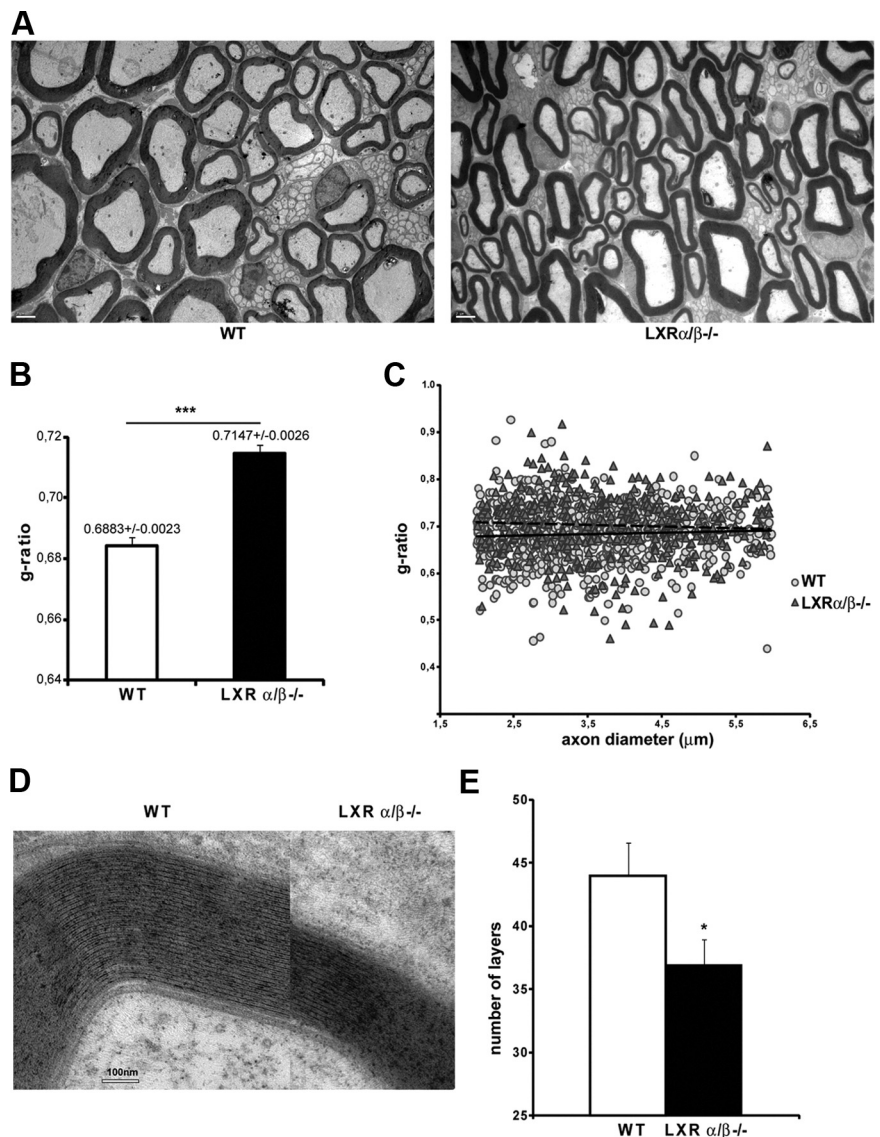 A
WT
LXRα/β-/-
B
***
0,72
0.7147+/-0.0026
0,70
0.6883+/-0.0023
0,68
0,66
0,64
g-ratio
WT
LXR α/β-/-
C
1.0
0,9
0,8
0,7
0,6
0,5
0,4
g-ratio
1,5
2,5
3,5
4,5
5,5
6,5
axon diameter (μm)
WT
LXRα/β-/-
D
WT
LXR α/β-/-
100nm
E
50
45
40
35
30
25
number of layers
*
WT
LXR α/β-/-